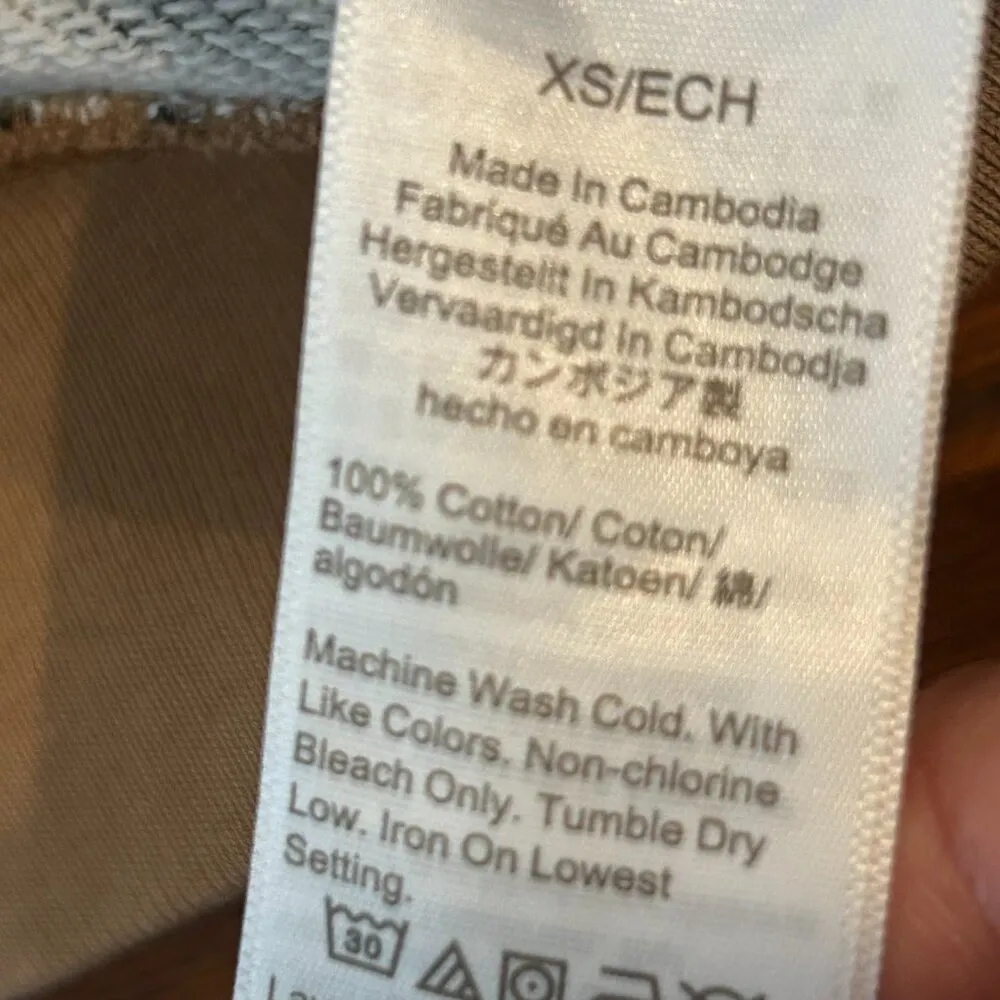 XS/ECH
Made In Cambodia
Fabriqué Au Cambodge
Hergestellt In Kambodscha
Vervaardigd In Cambodja
カンボジア製
hecho en camboya
100% Cotton/ Coton/
Baumwolle/ Katoen/ 綿/
algodón
Machine Wash Cold. With
Like Colors. Non-chlorine
Bleach Only. Tumble Dry
Low. Iron On Lowest
Setting.
30